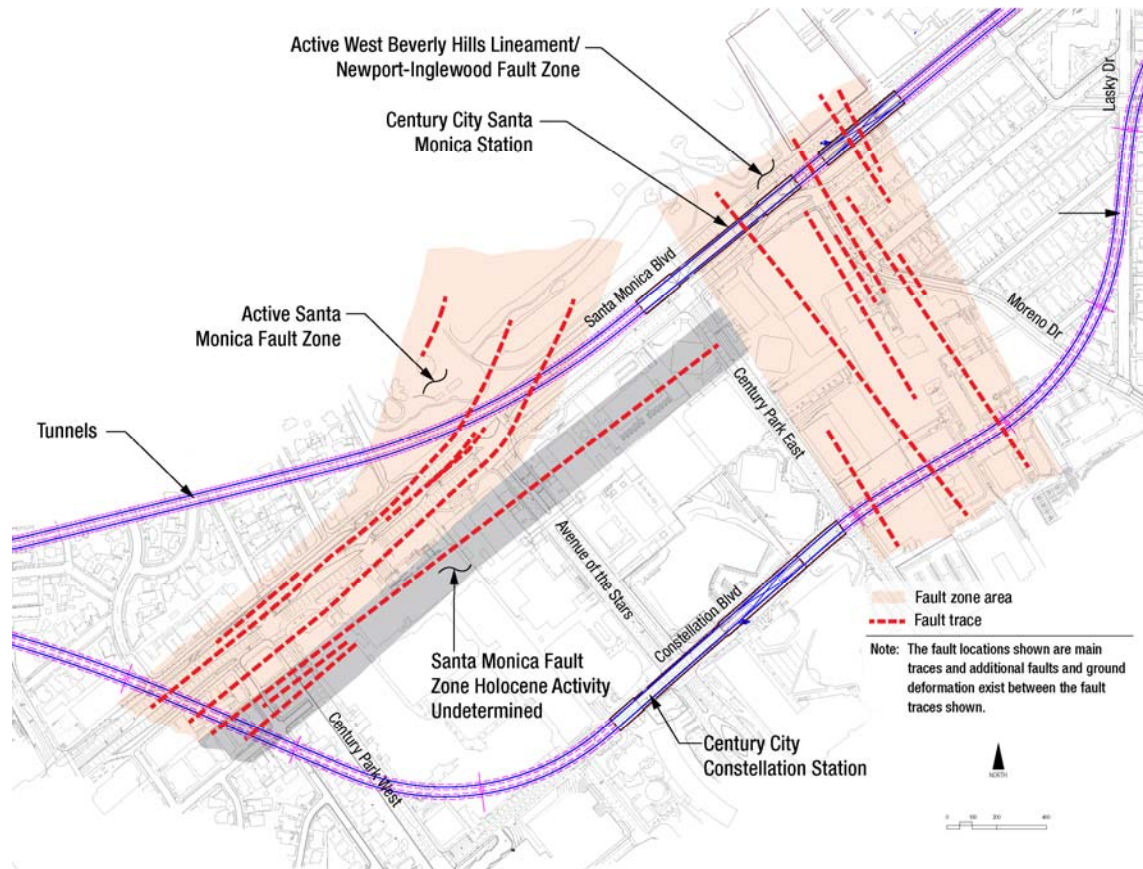 Active West Beverly Hills Lineament/
Newport-Inglewood Fault Zone
Century City Santa
Monica Station
Lasky Dr
Santa Monica Blvd
Moreno Dr
Active Santa
Monica Fault Zone
Century Park East
Tunnels
Avenue of the Stars
Constellation Blvd
Fault zone area
Fault trace
Note: The fault locations shown are main
traces and additional faults and ground
deformation exist between the fault
traces shown.
Santa Monica Fault
Zone Holocene Activity
Undetermined
Century Park West
Century City
Constellation Station
NORTH
0 100 200 400